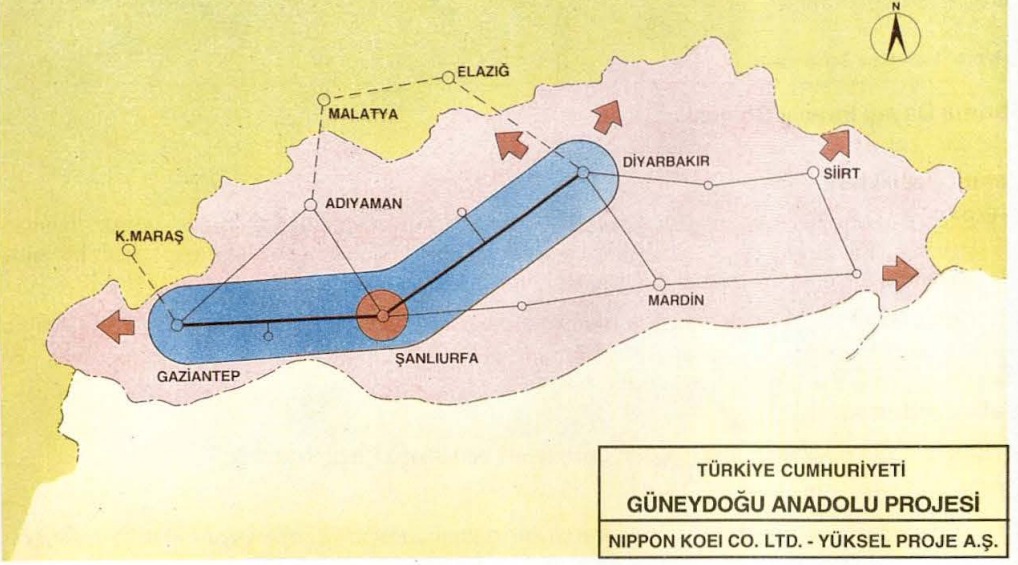 N
ELAZIĞ
MALATYA
DİYARBAKIR
SİİRT
ADIYAMAN
K.MARAŞ
MARDİN
ŞANLIURFA
GAZİANTEP
TÜRKİYE CUMHURİYETİ
GÜNEYDOĞU ANADOLU PROJESİ
NIPPON KOEI CO. LTD. - YÜKSEL PROJE A.Ş.